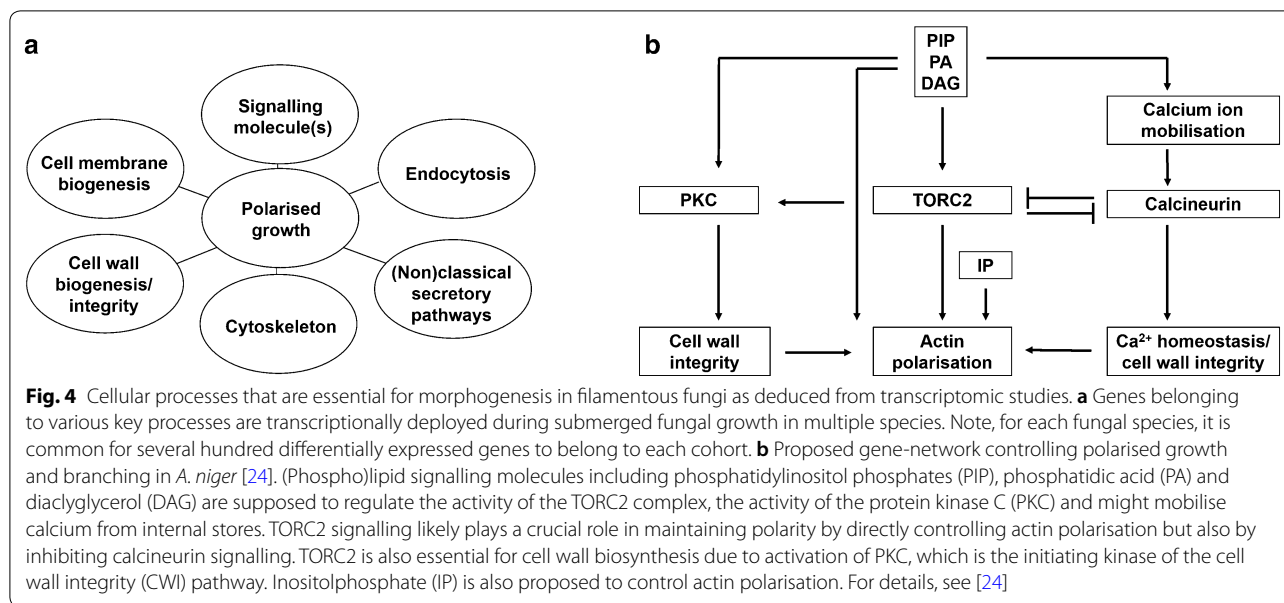 a
Signalling
molecule(s)
Cell membrane
biogenesis
Endocytosis
Polarised
growth
Cell wall
biogenesis/
integrity
(Non)classical
secretory
pathways
Cytoskeleton
b
PIP
PA
DAG
Calcium ion
mobilisation
PKC
TORC2
Calcineurin
IP
Cell wall
integrity
Actin
polarisation
Ca²⁺ homeostasis/
cell wall integrity
Fig. 4 Cellular processes that are essential for morphogenesis in filamentous fungi as deduced from transcriptomic studies. a Genes belonging
to various key processes are transcriptionally deployed during submerged fungal growth in multiple species. Note, for each fungal species, it is
common for several hundred differentially expressed genes to belong to each cohort. b Proposed gene-network controlling polarised growth
and branching in A. niger [24]. (Phospho)lipid signalling molecules including phosphatidylinositol phosphates (PIP), phosphatidic acid (PA) and
diaclyglycerol (DAG) are supposed to regulate the activity of the TORC2 complex, the activity of the protein kinase C (PKC) and might mobilise
calcium from internal stores. TORC2 signalling likely plays a crucial role in maintaining polarity by directly controlling actin polarisation but also by
inhibiting calcineurin signalling. TORC2 is also essential for cell wall biosynthesis due to activation of PKC, which is the initiating kinase of the cell
wall integrity (CWI) pathway. Inositolphosphate (IP) is also proposed to control actin polarisation. For details, see [24]